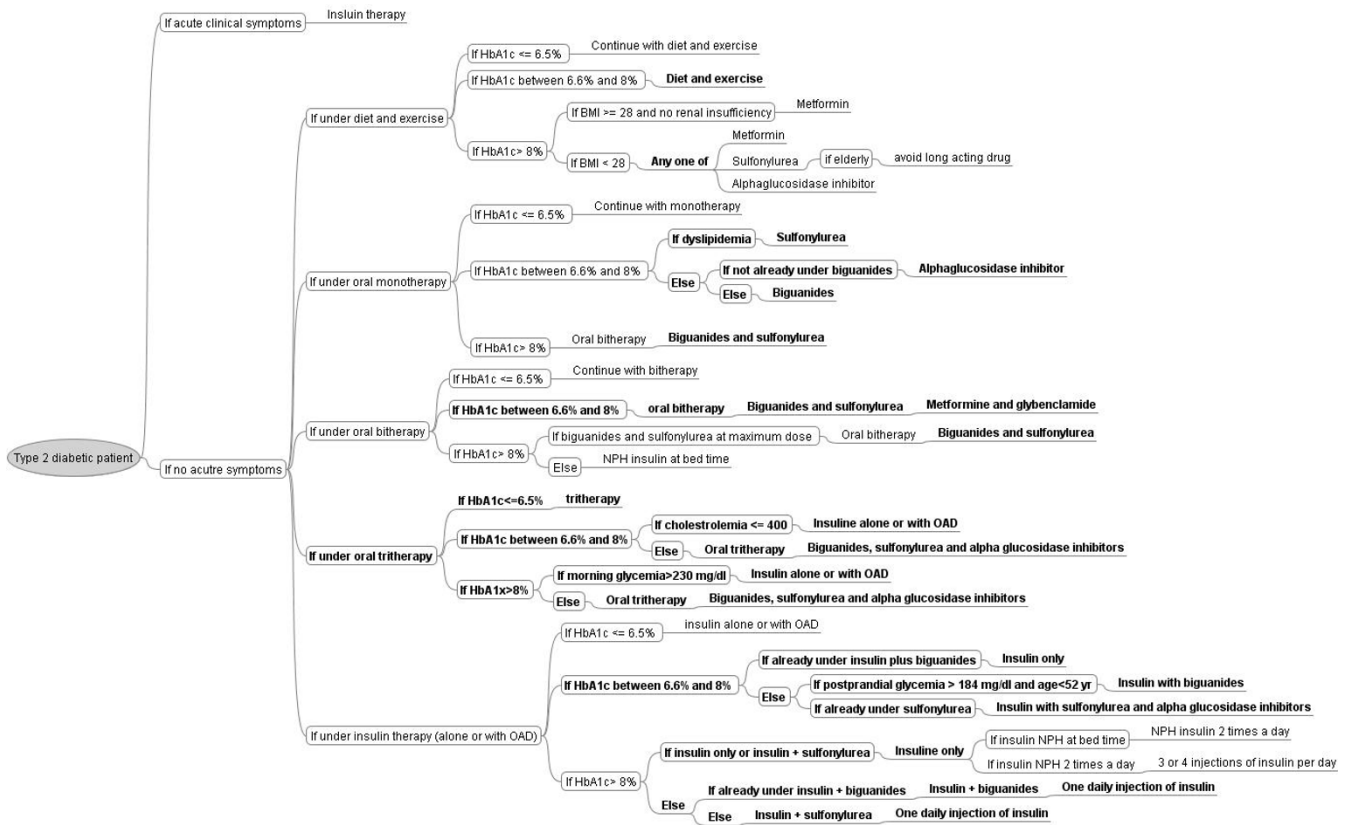 If acute clinical symptoms
Insluin therapy
If HbA1c <= 6.5%
Continue with diet and exercise
If HbA1c between 6.6% and 8%
Diet and exercise
If under diet and exercise
If HbA1c> 8%
If BMI >= 28 and no renal insufficiency
Metformin
If BMI < 28
Any one of
Metformin
Sulfonylurea
if elderly
avoid long acting drug
Alphaglucosidase inhibitor
If HbA1c <= 6.5%
Continue with monotherapy
If under oral monotherapy
If HbA1c between 6.6% and 8%
If dyslipidemia
Sulfonylurea
Else
If not already under biguanides
Alphaglucosidase inhibitor
Else
Biguanides
If HbA1c> 8%
Oral bitherapy
Biguanides and sulfonylurea
Type 2 diabetic patient
If no acutre symptoms
If under oral bitherapy
If HbA1c <= 6.5%
Continue with bitherapy
If HbA1c between 6.6% and 8%
oral bitherapy
Biguanides and sulfonylurea
Metformine and glybenclamide
If HbA1c> 8%
If biguanides and sulfonylurea at maximum dose
Oral bitherapy
Biguanides and sulfonylurea
Else
NPH insulin at bed time
If under oral tritherapy
If HbA1c<=6.5%
tritherapy
If HbA1c between 6.6% and 8%
If cholestrolemia <= 400
Insuline alone or with OAD
Else
Oral tritherapy
Biguanides, sulfonylurea and alpha glucosidase inhibitors
If HbA1x>8%
If morning glycemia>230 mg/dl
Insulin alone or with OAD
Else
Oral tritherapy
Biguanides, sulfonylurea and alpha glucosidase inhibitors
If under insulin therapy (alone or with OAD)
If HbA1c <= 6.5%
insulin alone or with OAD
If HbA1c between 6.6% and 8%
If already under insulin plus biguanides
Insulin only
Else
If postprandial glycemia > 184 mg/dl and age<52 yr
Insulin with biguanides
If already under sulfonylurea
Insulin with sulfonylurea and alpha glucosidase inhibitors
If HbA1c> 8%
If insulin only or insulin + sulfonylurea
Insuline only
If insulin NPH at bed time
NPH insulin 2 times a day
If insulin NPH 2 times a day
3 or 4 injections of insulin per day
Else
If already under insulin + biguanides
Insulin + biguanides
One daily injection of insulin
Else
Insulin + sulfonylurea
One daily injection of insulin